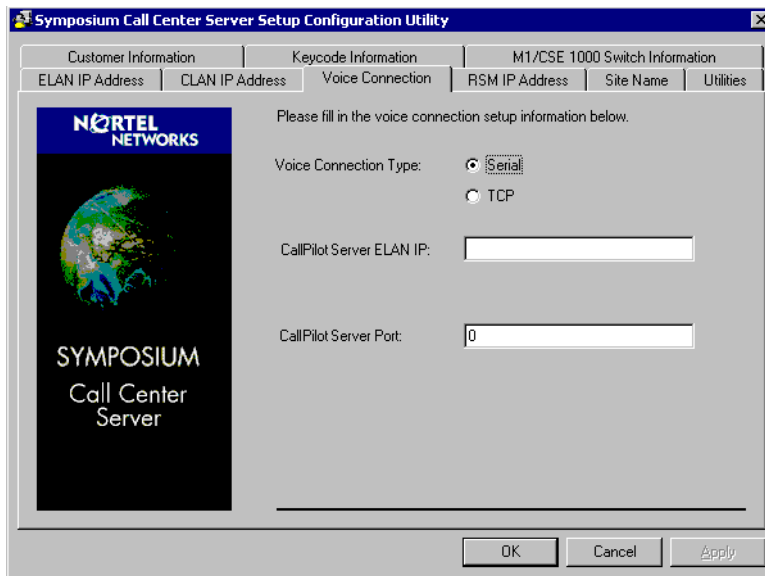 Symposium Call Center Server Setup Configuration Utility
Customer Information
Keycode Information
M1/CSE 1000 Switch Information
ELAN IP Address
CLAN IP Address
Voice Connection
RSM IP Address
Site Name
Utilities
NORTEL
NETWORKS
SYMPOSIUM
Call Center
Server
Please fill in the voice connection setup information below.
Voice Connection Type:
Serial
TCP
CallPilot Server ELAN IP:
CallPilot Server Port:
0
OK
Cancel
Apply